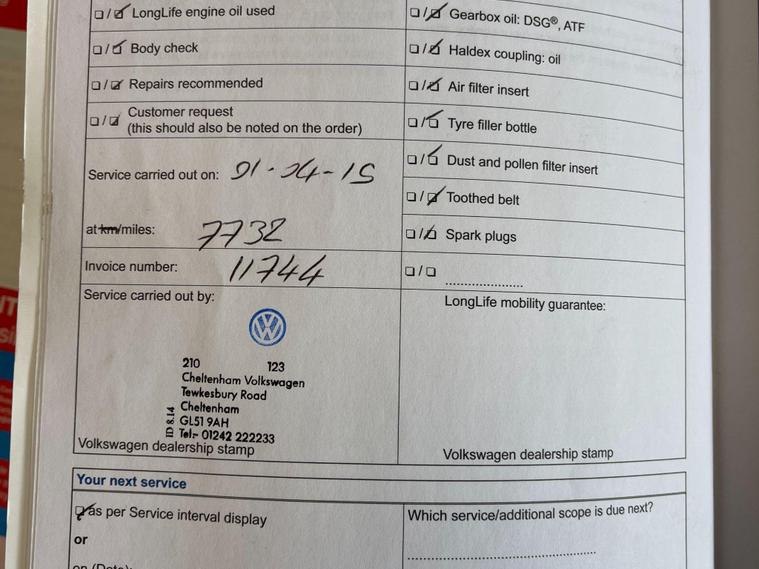 LongLife engine oil used
Body check
Repairs recommended
Customer request
(this should also be noted on the order)
Service carried out on: 01-04-15
at km/miles: 7732
Invoice number: 11744
Service carried out by:
210 123
Cheltenham Volkswagen
Tewkesbury Road
Cheltenham
GL51 9AH
Tel:- 01242 222233
ID 8.14
Volkswagen dealership stamp
Gearbox oil: DSG®, ATF
Haldex coupling: oil
Air filter insert
Tyre filler bottle
Dust and pollen filter insert
Toothed belt
Spark plugs
LongLife mobility guarantee:
Volkswagen dealership stamp
Your next service
as per Service interval display
or
on (Date):
Which service/additional scope is due next?